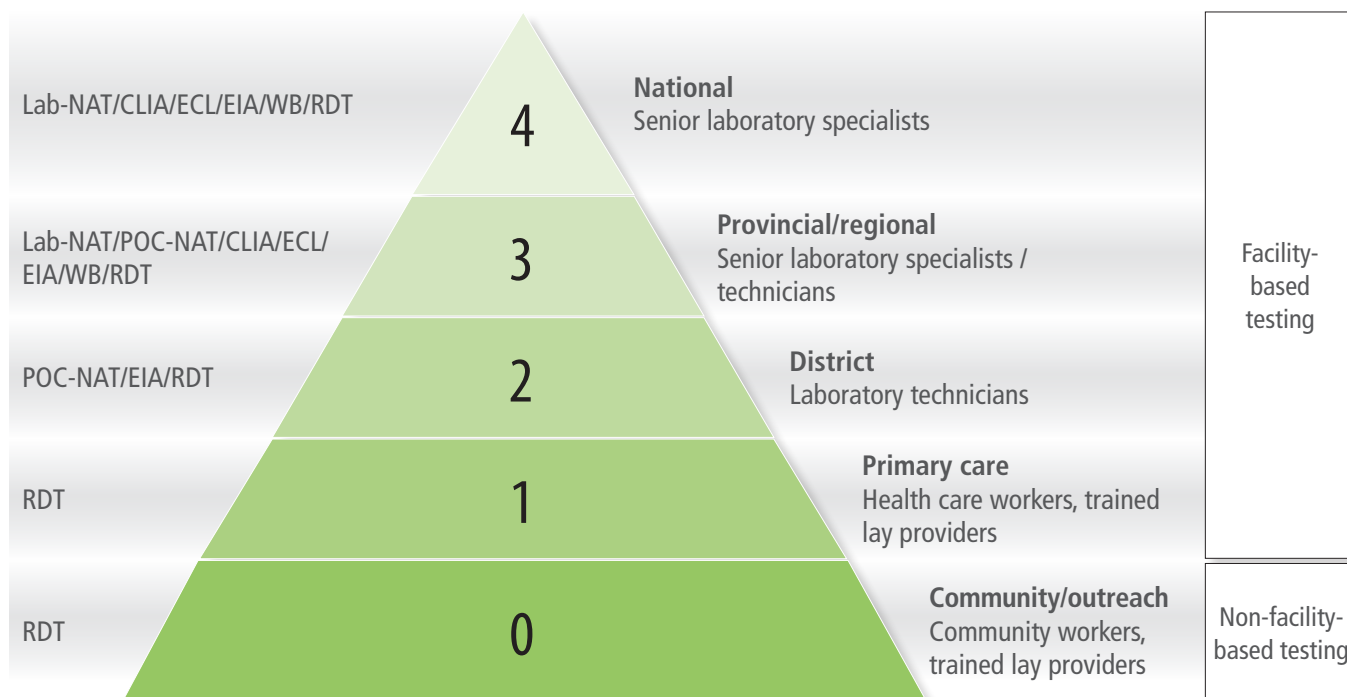 Lab-NAT/CLIA/ECL/EIA/WB/RDT
4
National
Senior laboratory specialists
Lab-NAT/POC-NAT/CLIA/ECL/
EIA/WB/RDT
3
Provincial/regional
Senior laboratory specialists /
technicians
POC-NAT/EIA/RDT
2
District
Laboratory technicians
RDT
1
Primary care
Health care workers, trained
lay providers
Facility-
based
testing
RDT
0
Community/outreach
Community workers,
trained lay providers
Non-facility-
based testing